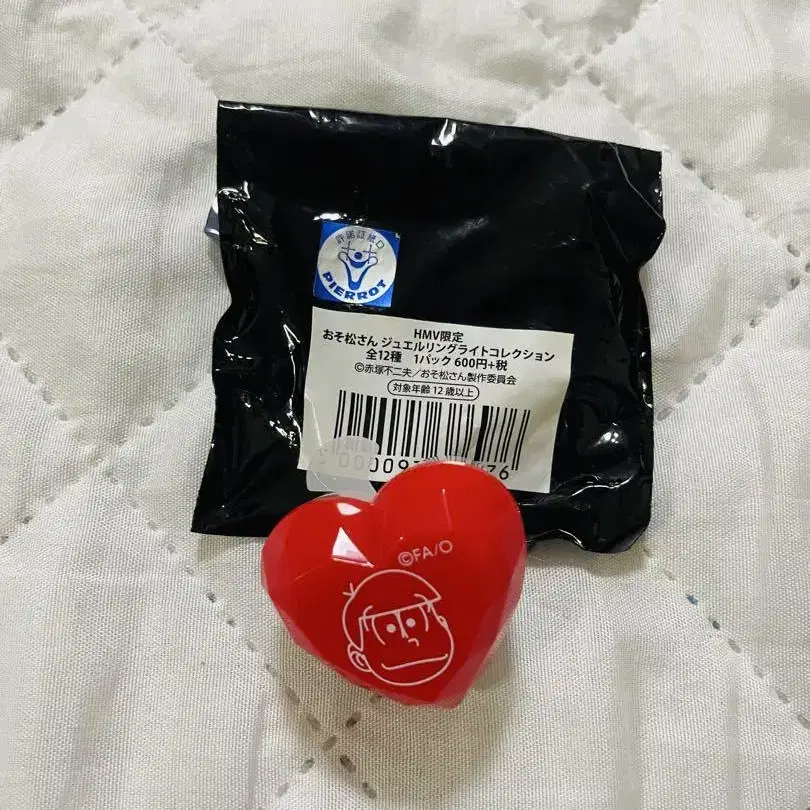 許諾証紙D
PIERROT
HMV限定
おそ松さん ジュエルリングライトコレクション
全12種 1パック 600円+税
©赤塚不二夫/おそ松さん製作委員会
対象年齢 12 歳以上
©FA/O